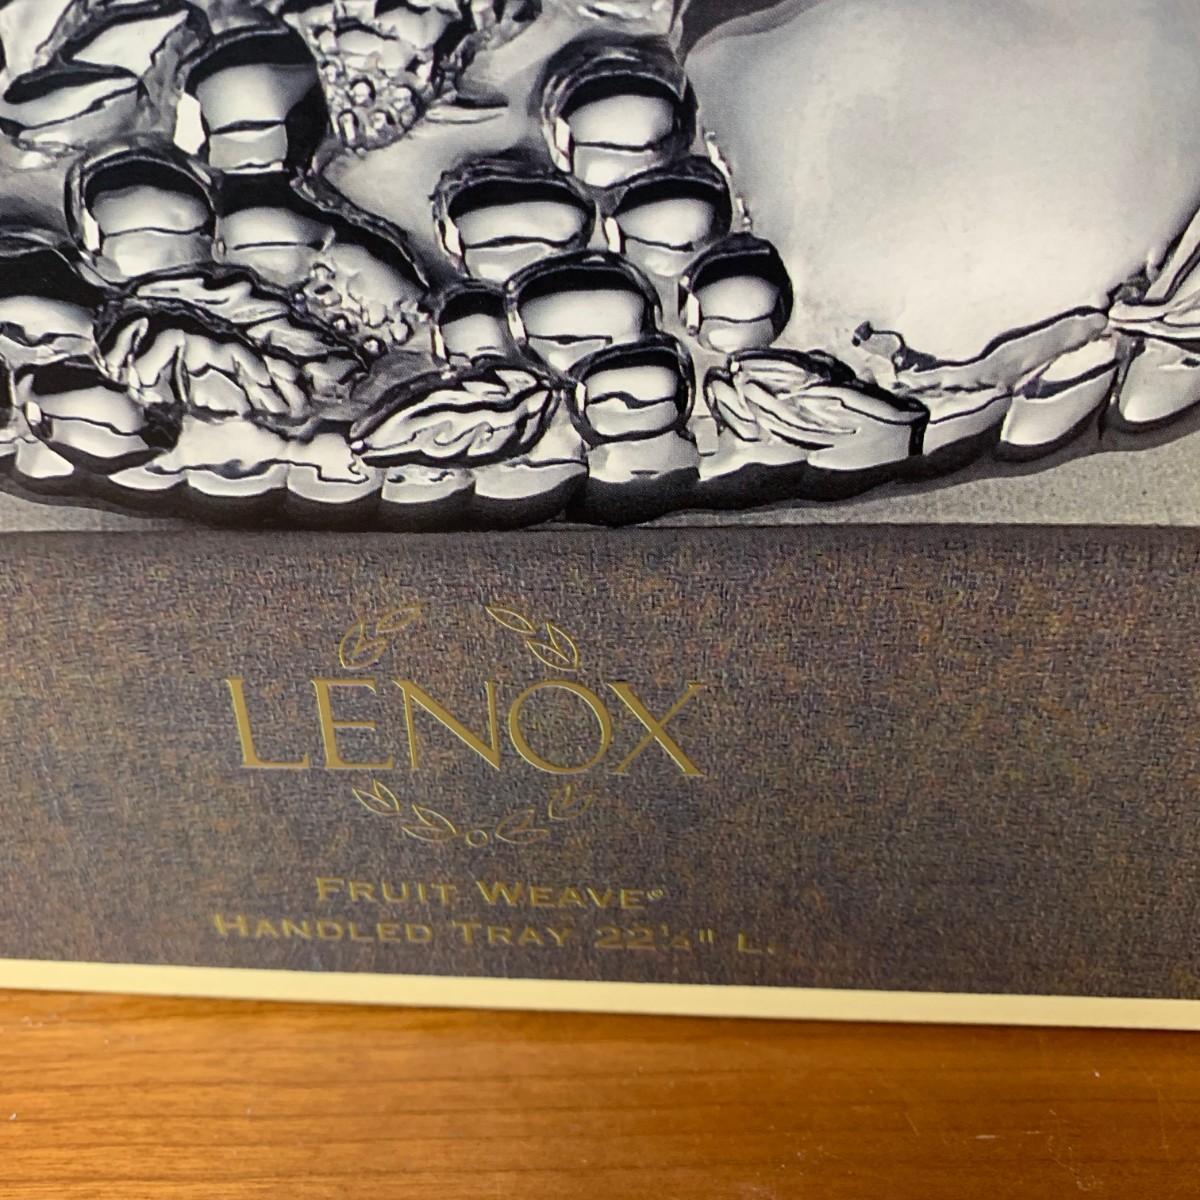 LENOX
FRUIT WEAVE®
HANDLED TRAY 22¼" L.